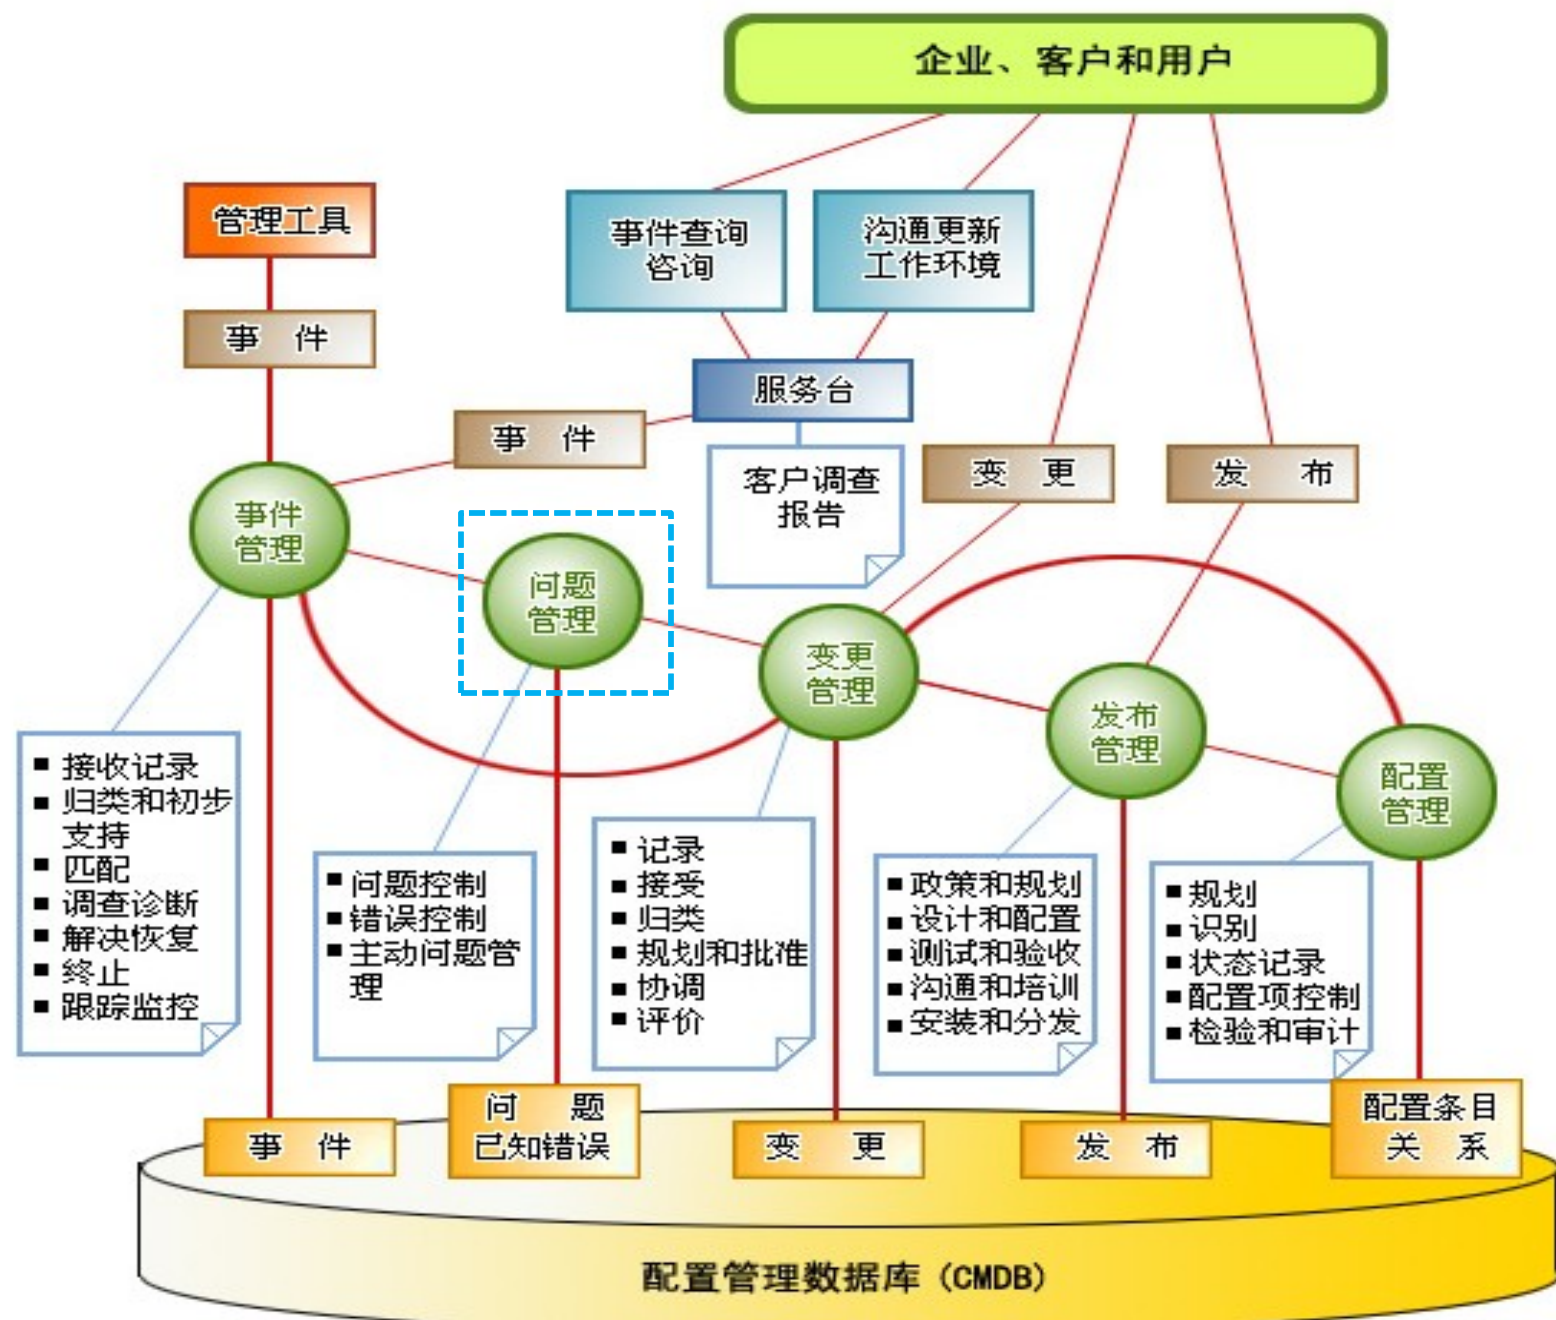 企业、客户和用户
管理工具
事件查询
咨询
沟通更新
工作环境
事 件
服务台
事 件
客户调查
报告
变 更
发 布
事件
管理
问题
管理
变更
管理
发布
管理
配置
管理
▪ 接收记录
▪ 归类和初步
支持
▪ 匹配
▪ 调查诊断
▪ 解决恢复
▪ 终止
▪ 跟踪监控
▪ 问题控制
▪ 错误控制
▪ 主动问题管
理
▪ 记录
▪ 接受
▪ 归类
▪ 规划和批准
▪ 协调
▪ 评价
▪ 政策和规划
▪ 设计和配置
▪ 测试和验收
▪ 沟通和培训
▪ 安装和分发
▪ 规划
▪ 识别
▪ 状态记录
▪ 配置项控制
▪ 检验和审计
事 件
问 题
已知错误
变 更
发 布
配置条目
关 系
配置管理数据库（CMDB）